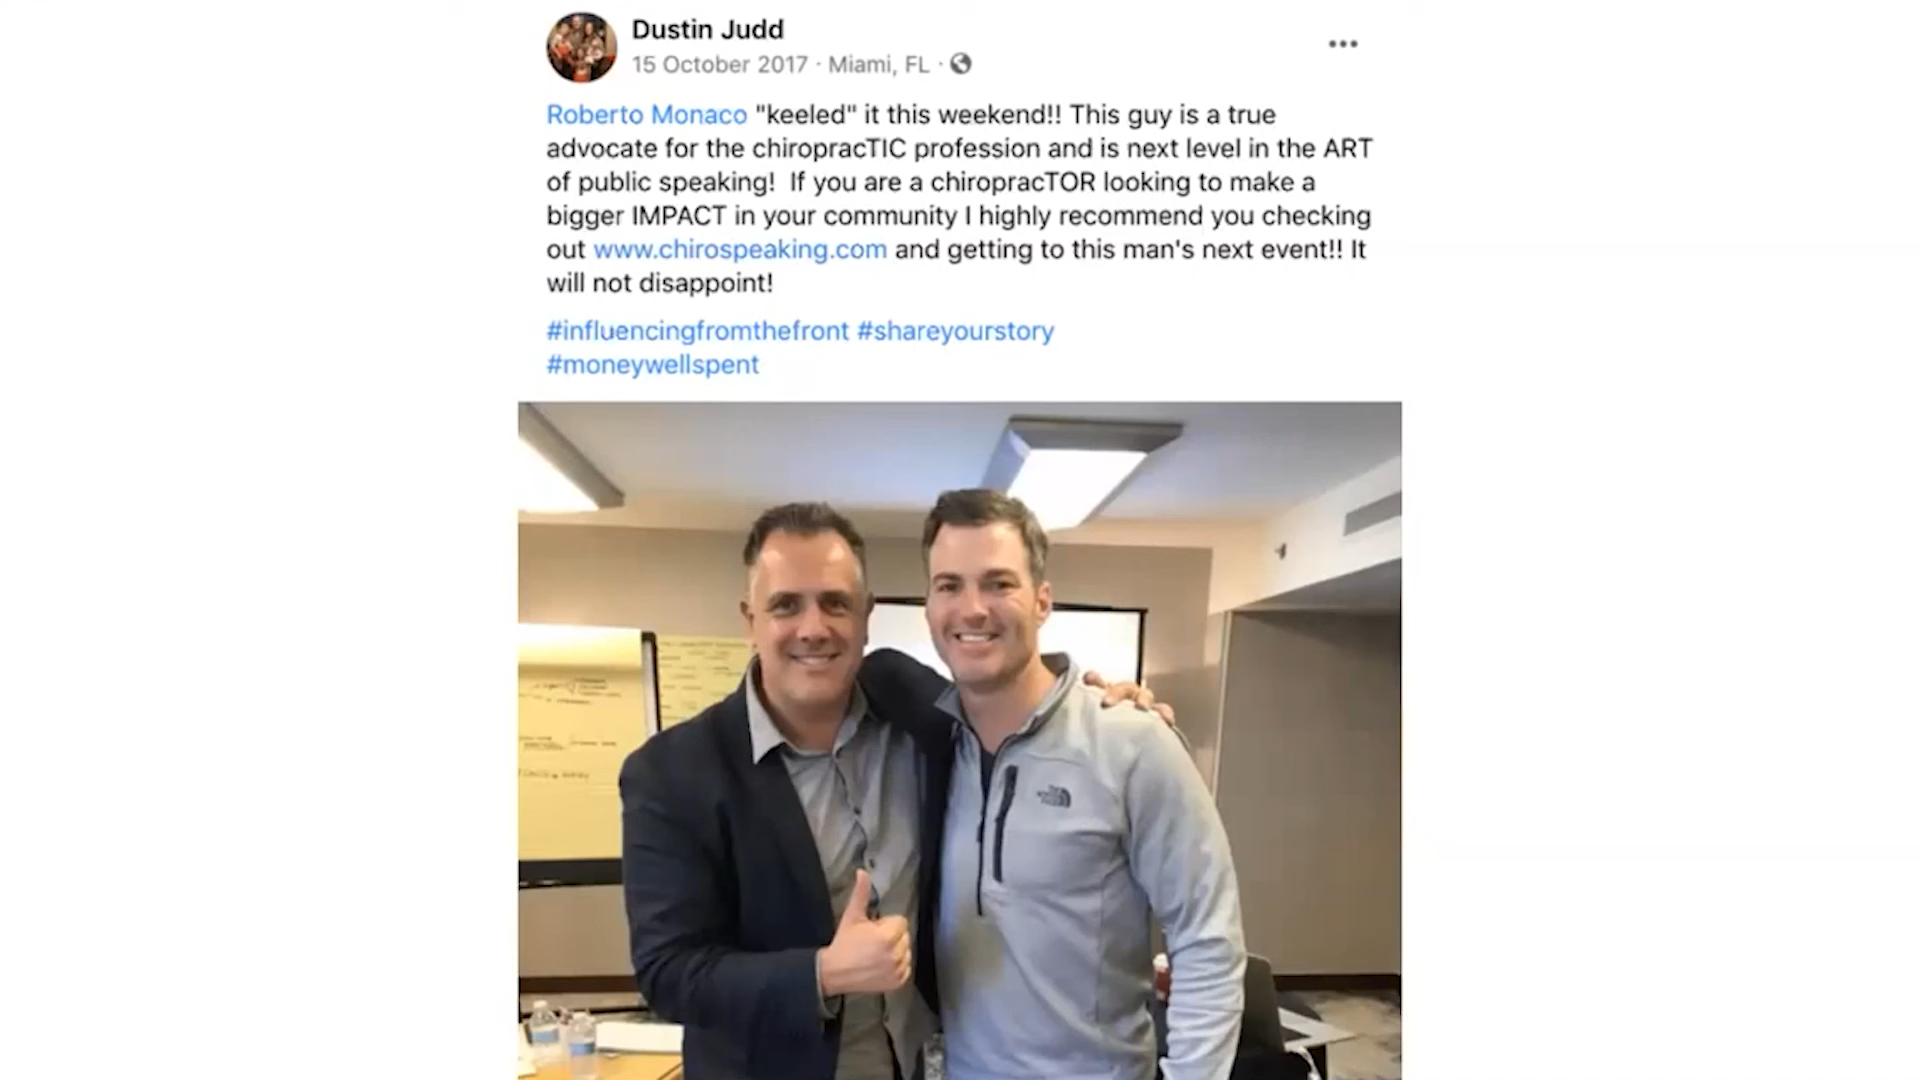 Dustin Judd
15 October 2017 · Miami, FL ·
Roberto Monaco "keeled" it this weekend!! This guy is a true
advocate for the chiropracTIC profession and is next level in the ART
of public speaking! If you are a chiropracTOR looking to make a
bigger IMPACT in your community I highly recommend you checking
out www.chirospeaking.com and getting to this man's next event!! It
will not disappoint!
#influencingfromthefront #shareyourstory
#moneywellspent